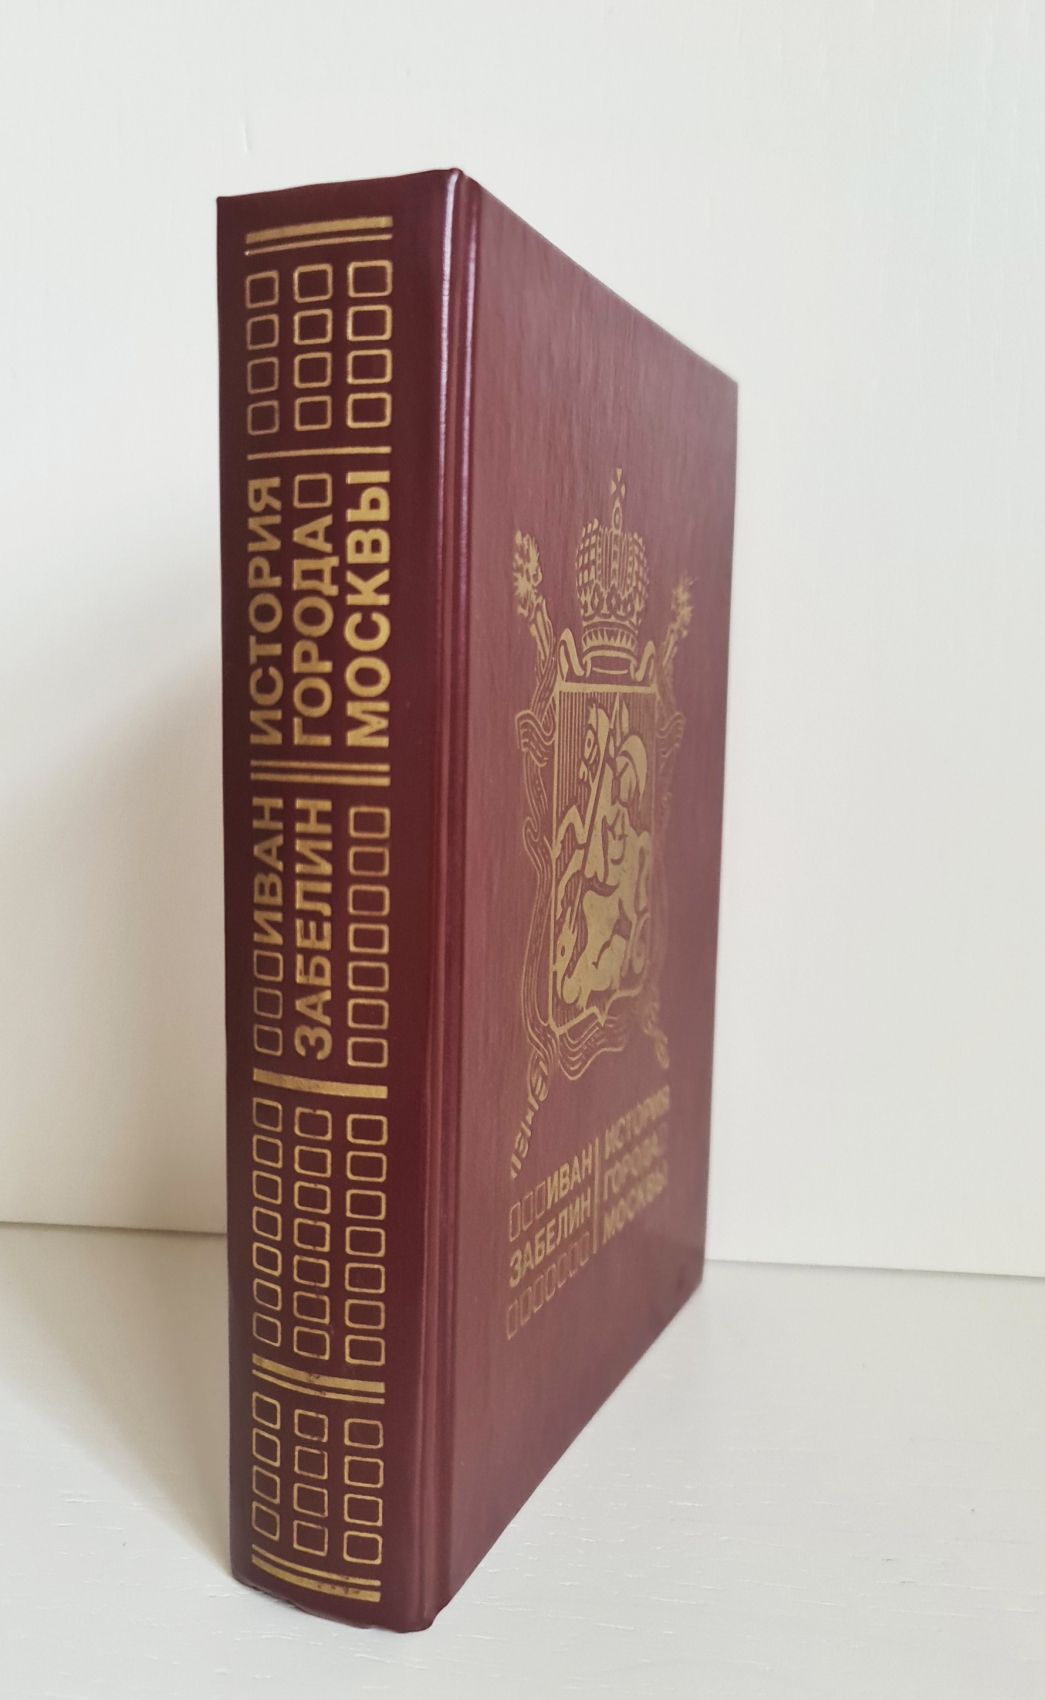 ИВАН
ЗАБЕЛИН
ИСТОРИЯ
ГОРОДА
МОСКВЫ
ИВАН
ЗАБЕЛИН
ИСТОРИЯ
ГОРОДА
МОСКВЫ